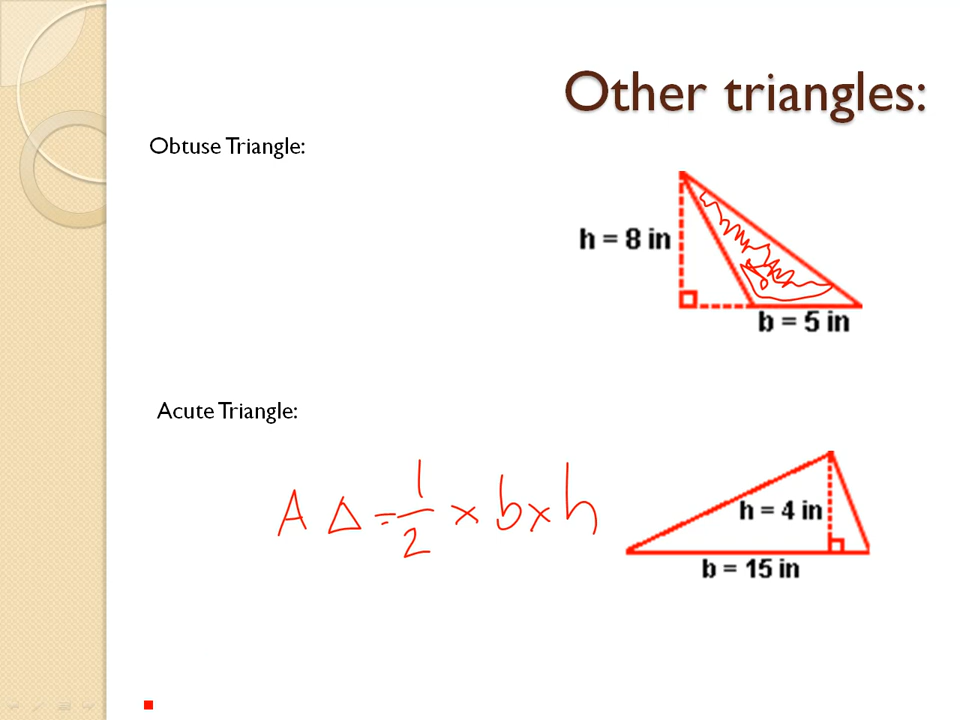 Other triangles:
Obtuse Triangle:
h = 8 in
b = 5 in
Acute Triangle:
A Δ = 1/2 × b × h
h = 4 in
b = 15 in